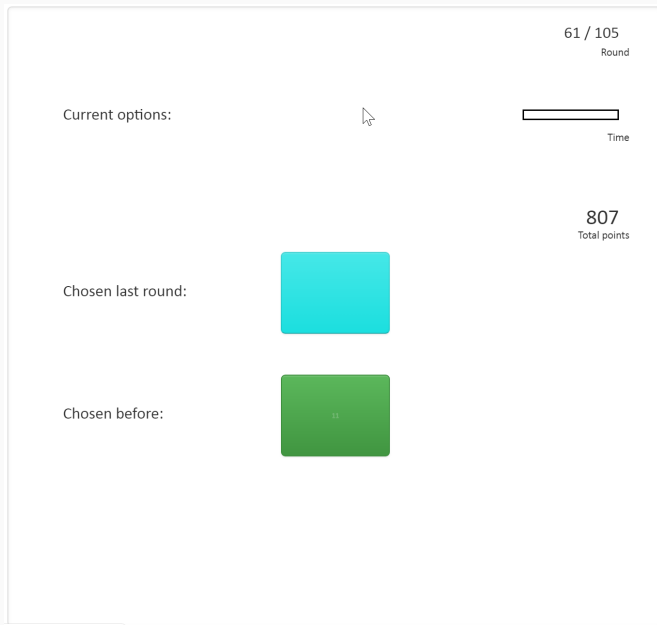 61 / 105
Round
Current options:
Time
807
Total points
Chosen last round:
Chosen before: